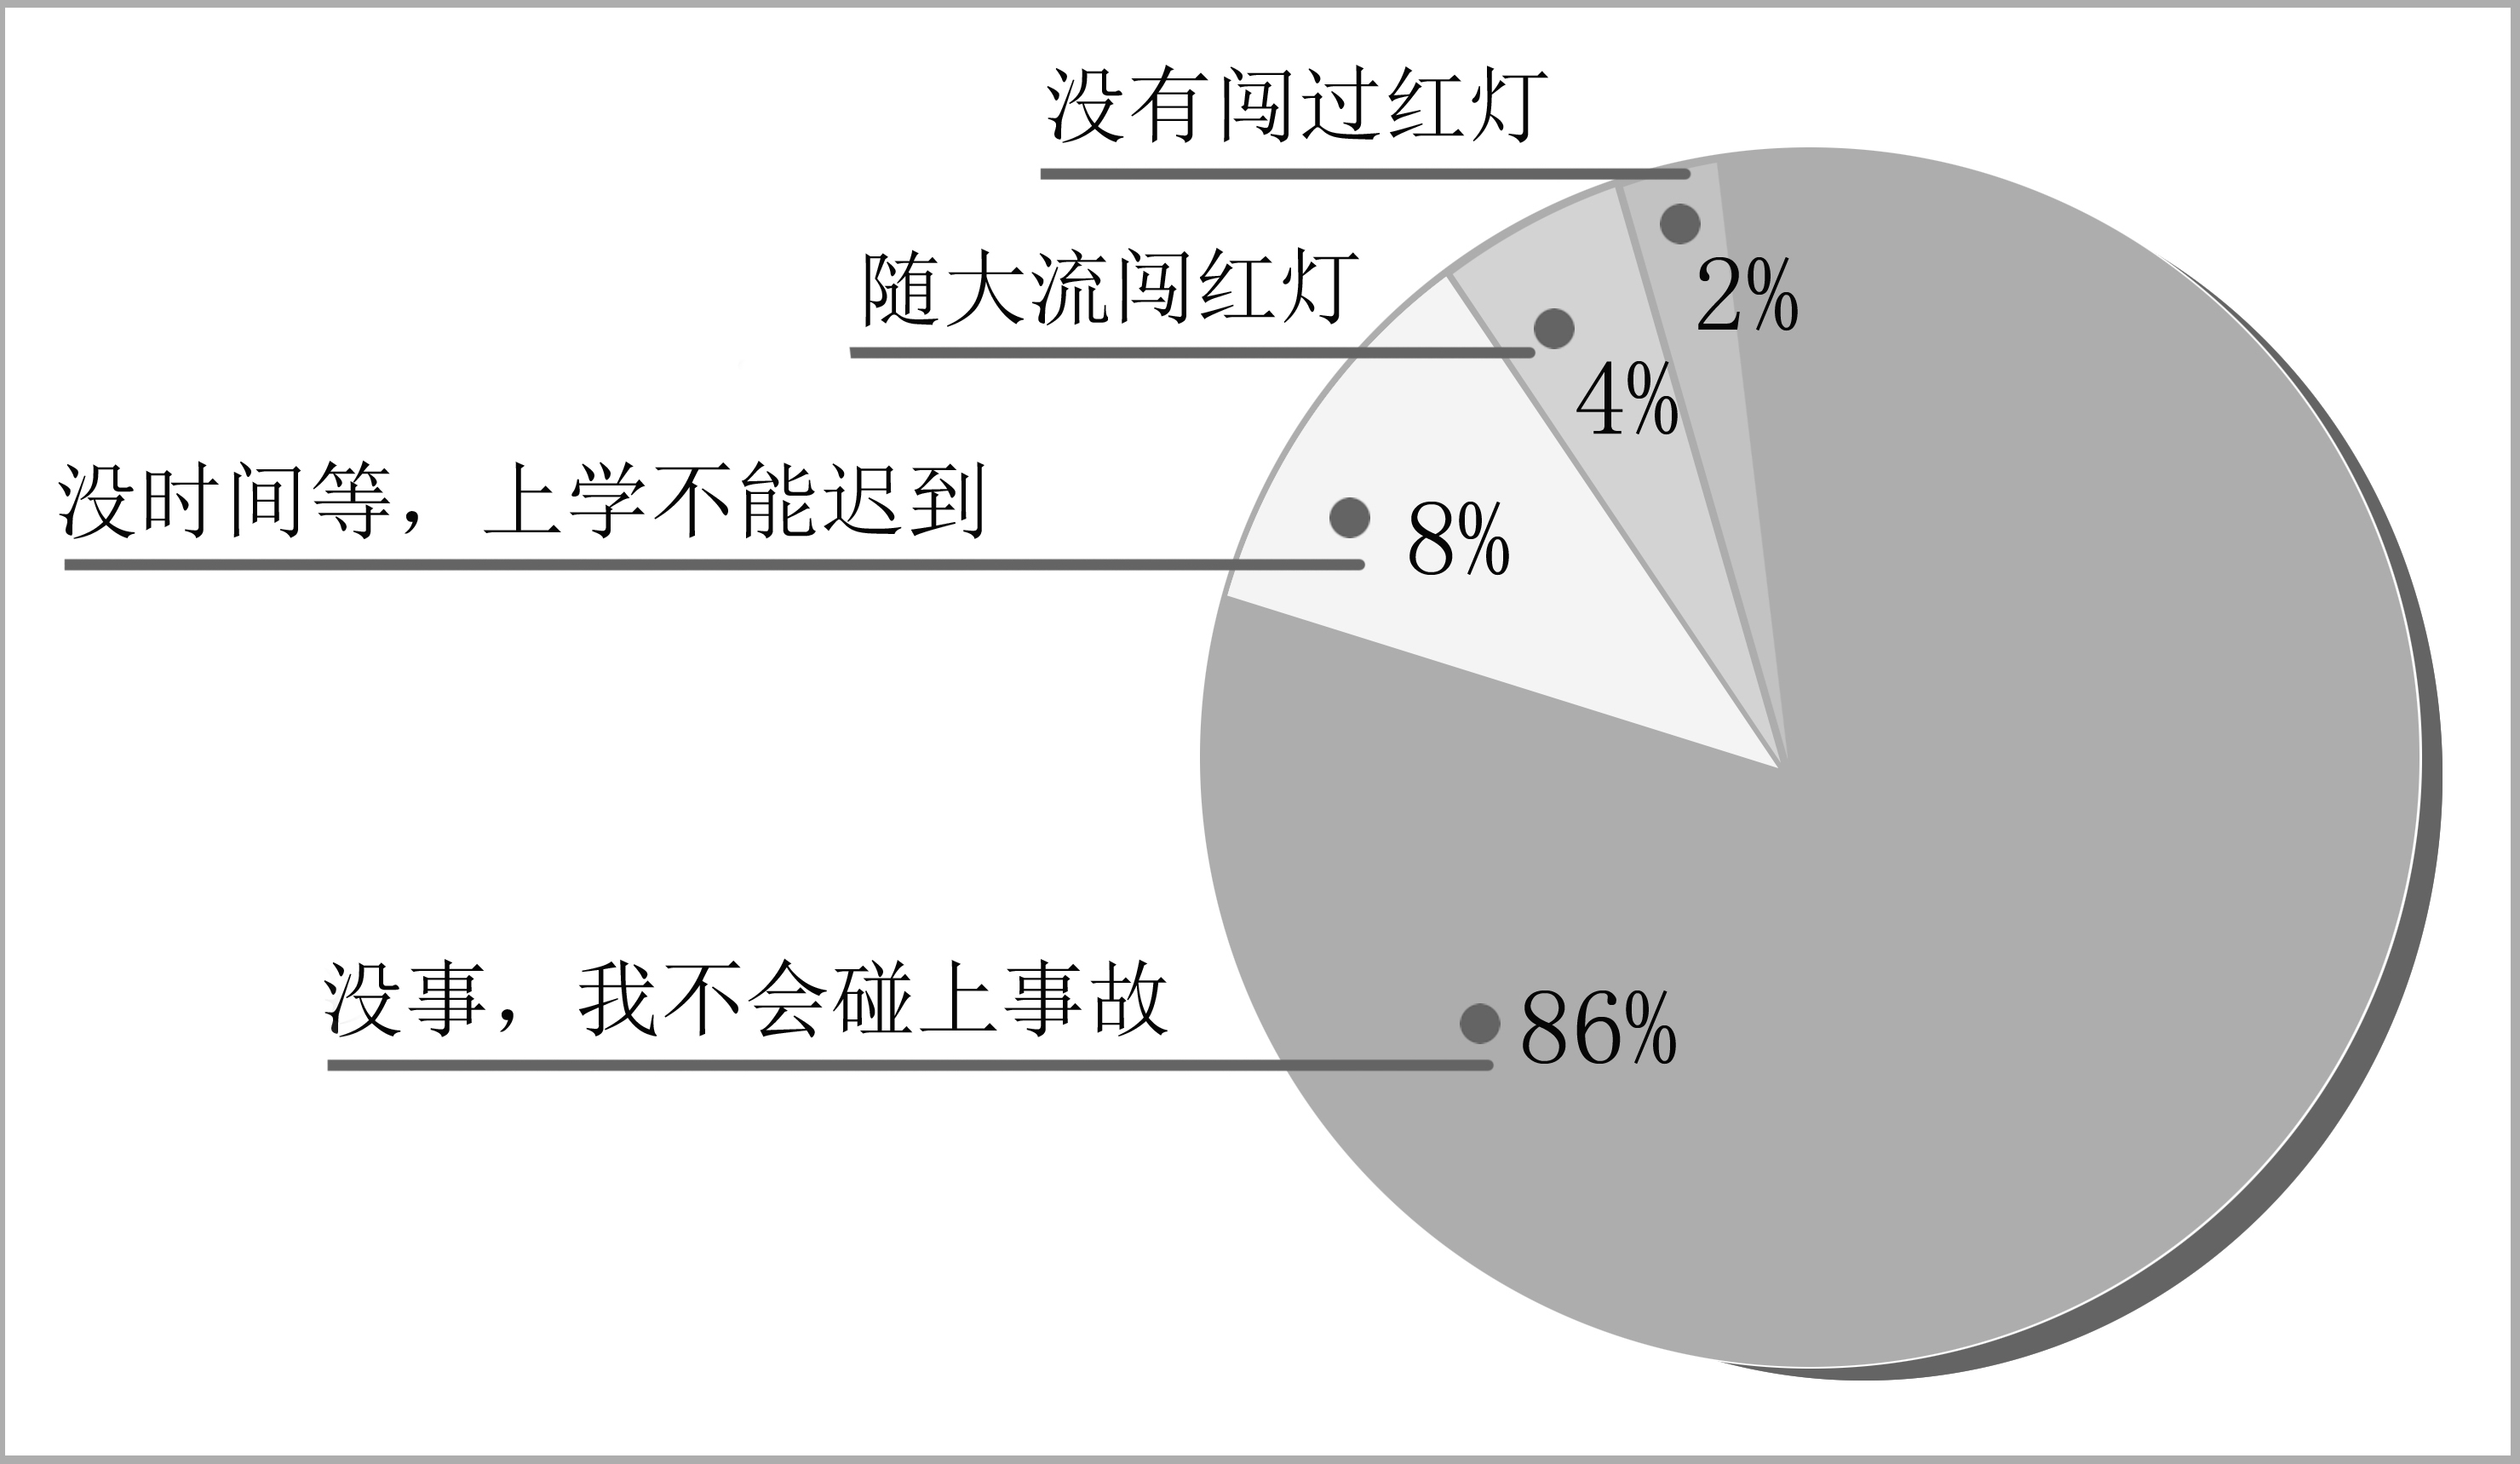 没有闯过红灯
2%
随大流闯红灯
4%
没时间等，上学不能迟到
8%
没事，我不会碰上事故
86%